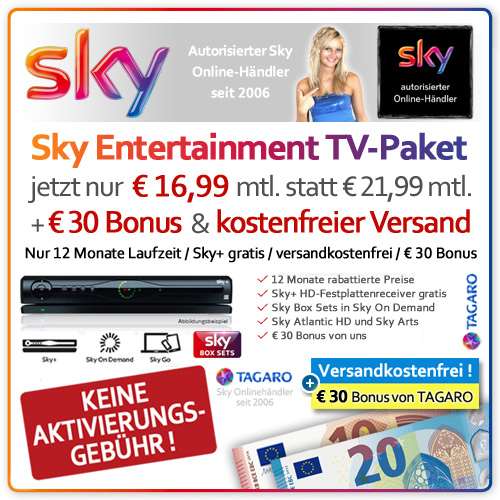 sky
Autorisierter Sky
Online-Händler
seit 2006
sky
autorisierter
Online-Händler
Sky Entertainment TV-Paket
jetzt nur € 16,99 mtl. statt € 21,99 mtl.
+ € 30 Bonus & kostenfreier Versand
Nur 12 Monate Laufzeit / Sky+ gratis / versandkostenfrei / € 30 Bonus
sky
Abbildungsbeispiel
12 Monate rabattierte Preise
Sky+ HD-Festplattenreceiver gratis
Sky Box Sets in Sky On Demand
Sky Atlantic HD und Sky Arts
€ 30 Bonus von uns
TAGARO
Sky+
Sky On Demand
Sky Go
sky
BOX SETS
TAGARO
Sky Onlinehändler
seit 2006
+
Versandkostenfrei !
€ 30 Bonus von TAGARO
KEINE
AKTIVIERUNGS-
GEBÜHR !
10
20